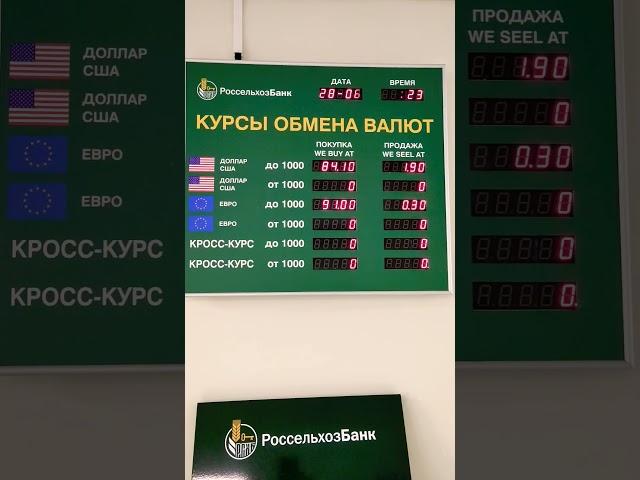 РоссельхозБанк
ДАТА ВРЕМЯ
28-06 :23
КУРСЫ ОБМЕНА ВАЛЮТ
ПОКУПКА ПРОДАЖА
WE BUY AT WE SEEL AT
ДОЛЛАР США до 1000 84.10 1.90
ДОЛЛАР США от 1000 0 0
ЕВРО до 1000 91.00 0.30
ЕВРО от 1000 0 0
КРОСС-КУРС до 1000 0 0
КРОСС-КУРС от 1000 0 0.
РоссельхозБанк
ДОЛЛАР
США
ДОЛЛАР
США
ЕВРО
ЕВРО
КРОСС-КУРС
КРОСС-КУРС
ПРОДАЖА
WE SEEL AT
1.90
0
0.30
0
0
0.